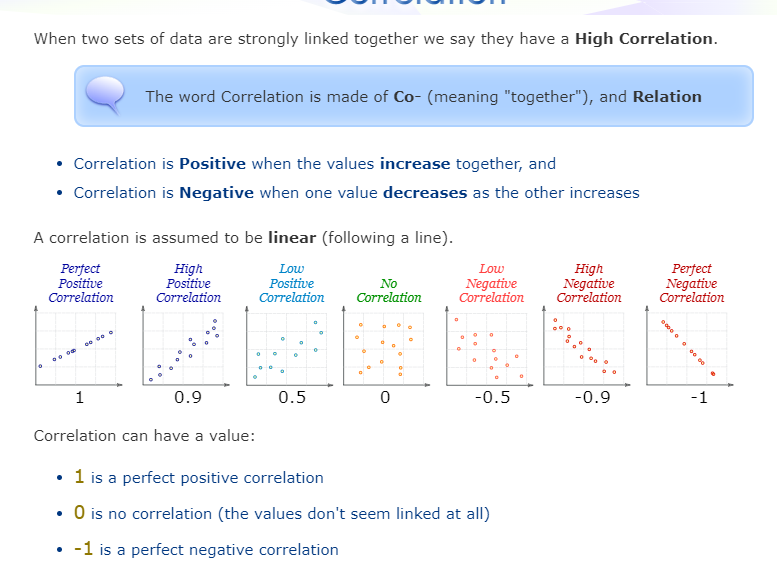 Correlation
When two sets of data are strongly linked together we say they have a High Correlation.
The word Correlation is made of Co- (meaning "together"), and Relation
• Correlation is Positive when the values increase together, and
• Correlation is Negative when one value decreases as the other increases
A correlation is assumed to be linear (following a line).
Perfect Positive Correlation
High Positive Correlation
Low Positive Correlation
No Correlation
Low Negative Correlation
High Negative Correlation
Perfect Negative Correlation
1 0.9 0.5 0 -0.5 -0.9 -1
Correlation can have a value:
• 1 is a perfect positive correlation
• 0 is no correlation (the values don't seem linked at all)
• -1 is a perfect negative correlation